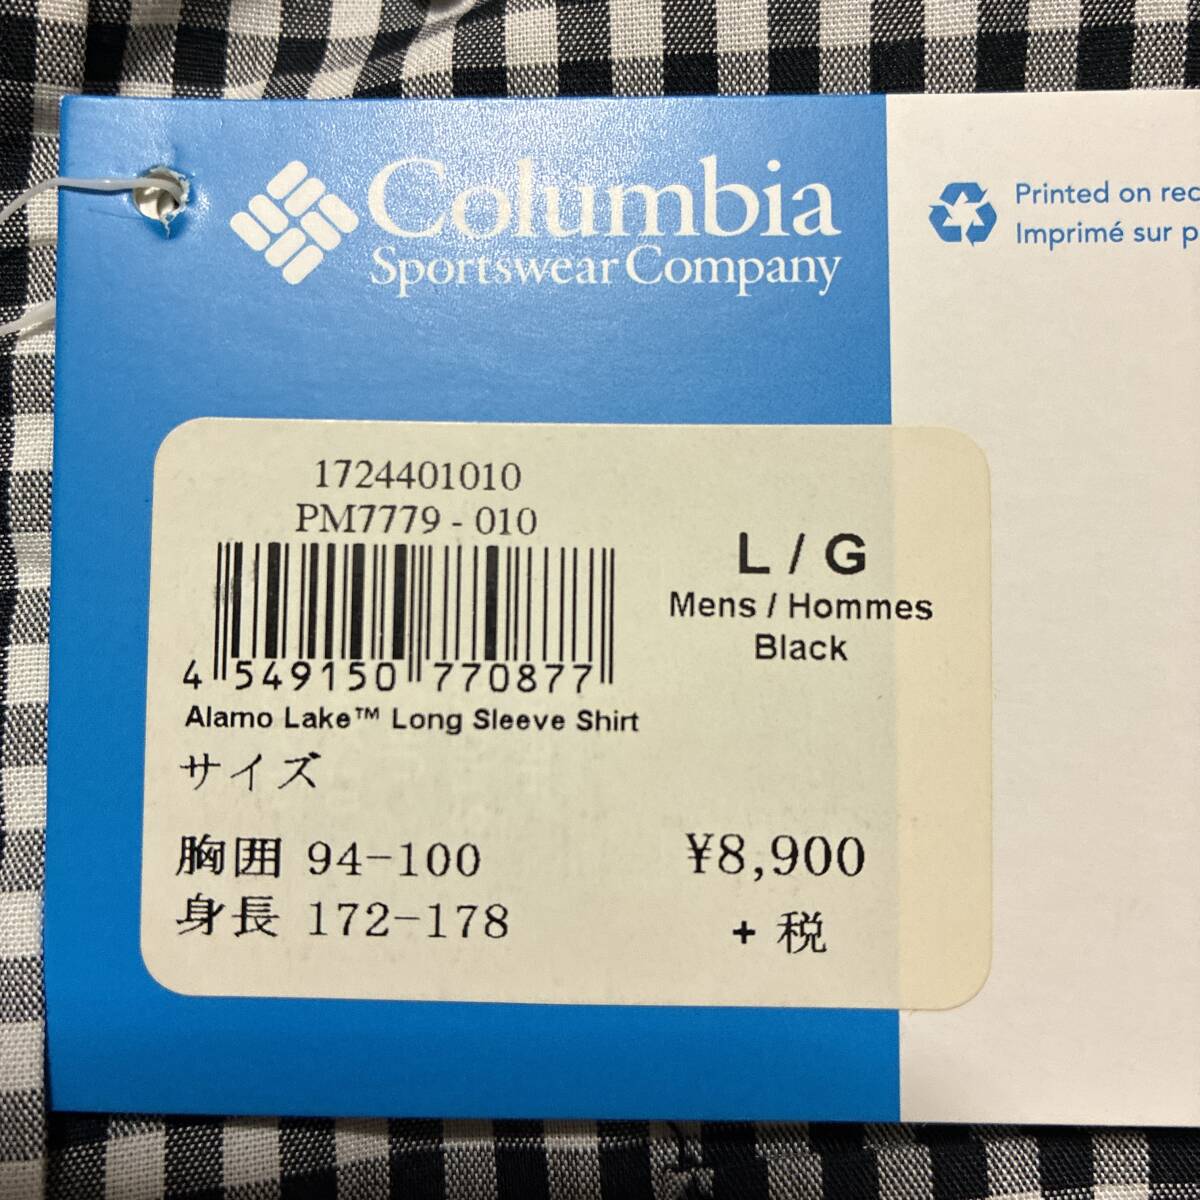 Columbia
Sportswear Company
Printed on
Imprimé sur
1724401010
PM7779 - 010
4 549150 770877
Alamo Lake™ Long Sleeve Shirt
L / G
Mens / Hommes
Black
サイズ
胸囲 94-100
身長 172-178
¥8,900
+ 税